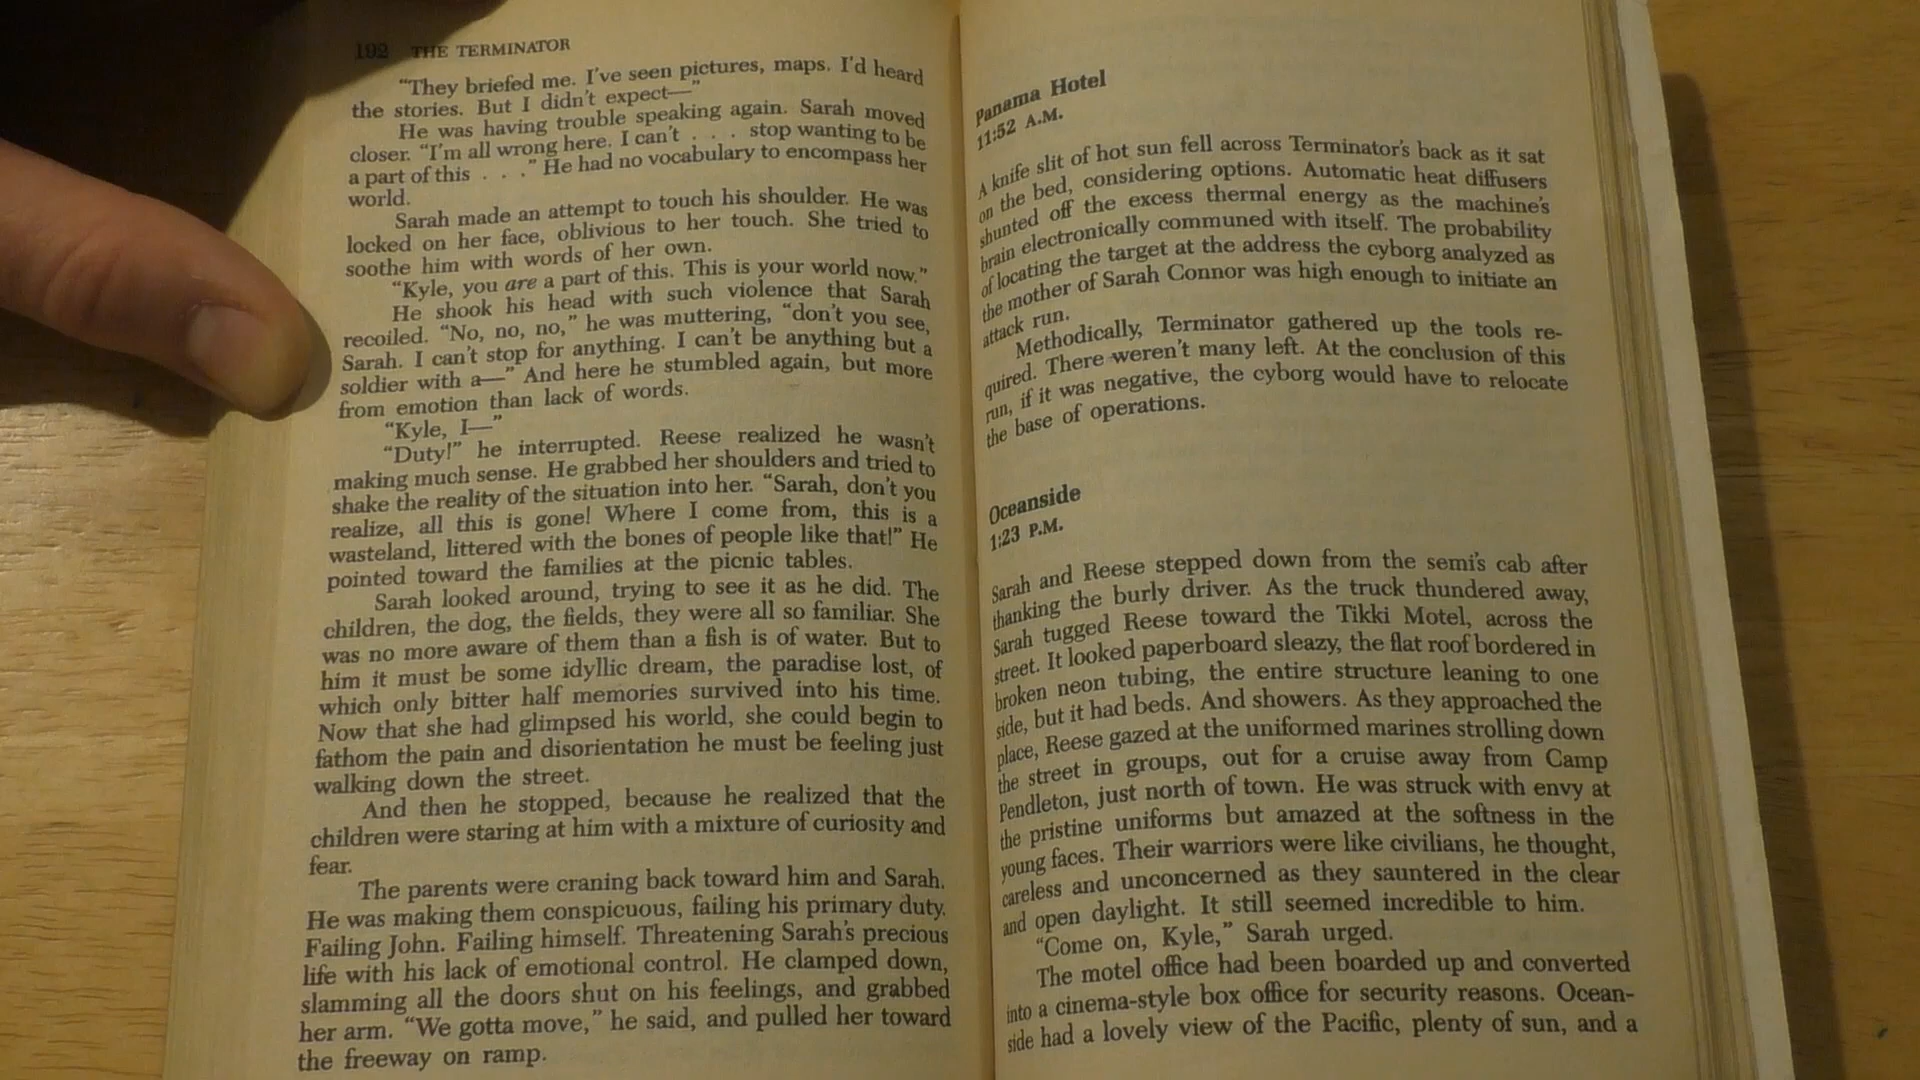 192 THE TERMINATOR
“They briefed me. I’ve seen pictures, maps. I’d heard
the stories. But I didn’t expect—”
He was having trouble speaking again. Sarah moved
closer. “I’m all wrong here. I can’t . . . stop wanting to be
a part of this . . .” He had no vocabulary to encompass her
world.
Sarah made an attempt to touch his shoulder. He was
locked on her face, oblivious to her touch. She tried to
soothe him with words of her own.
“Kyle, you are a part of this. This is your world now.”
He shook his head with such violence that Sarah
recoiled. “No, no, no,” he was muttering, “don’t you see,
Sarah. I can’t stop for anything. I can’t be anything but a
soldier with a—” And here he stumbled again, but more
from emotion than lack of words.
“Kyle, I—”
“Duty!” he interrupted. Reese realized he wasn’t
making much sense. He grabbed her shoulders and tried to
shake the reality of the situation into her. “Sarah, don’t you
realize, all this is gone! Where I come from, this is a
wasteland, littered with the bones of people like that!” He
pointed toward the families at the picnic tables.
Sarah looked around, trying to see it as he did. The
children, the dog, the fields, they were all so familiar. She
was no more aware of them than a fish is of water. But to
him it must be some idyllic dream, the paradise lost, of
which only bitter half memories survived into his time.
Now that she had glimpsed his world, she could begin to
fathom the pain and disorientation he must be feeling just
walking down the street.
And then he stopped, because he realized that the
children were staring at him with a mixture of curiosity and
fear.
The parents were craning back toward him and Sarah.
He was making them conspicuous, failing his primary duty.
Failing John. Failing himself. Threatening Sarah’s precious
life with his lack of emotional control. He clamped down,
slamming all the doors shut on his feelings, and grabbed
her arm. “We gotta move,” he said, and pulled her toward
the freeway on ramp.
Panama Hotel
11:52 A.M.
A knife slit of hot sun fell across Terminator’s back as it sat
on the bed, considering options. Automatic heat diffusers
shunted off the excess thermal energy as the machine’s
brain electronically communed with itself. The probability
of locating the target at the address the cyborg analyzed as
the mother of Sarah Connor was high enough to initiate an
attack run.
Methodically, Terminator gathered up the tools re-
quired. There weren’t many left. At the conclusion of this
run, if it was negative, the cyborg would have to relocate
the base of operations.
Oceanside
1:23 P.M.
Sarah and Reese stepped down from the semi’s cab after
thanking the burly driver. As the truck thundered away,
Sarah tugged Reese toward the Tikki Motel, across the
street. It looked paperboard sleazy, the flat roof bordered in
broken neon tubing, the entire structure leaning to one
side, but it had beds. And showers. As they approached the
place, Reese gazed at the uniformed marines strolling down
the street in groups, out for a cruise away from Camp
Pendleton, just north of town. He was struck with envy at
the pristine uniforms but amazed at the softness in the
young faces. Their warriors were like civilians, he thought,
careless and unconcerned as they sauntered in the clear
and open daylight. It still seemed incredible to him.
“Come on, Kyle,” Sarah urged.
The motel office had been boarded up and converted
into a cinema-style box office for security reasons. Ocean-
side had a lovely view of the Pacific, plenty of sun, and a